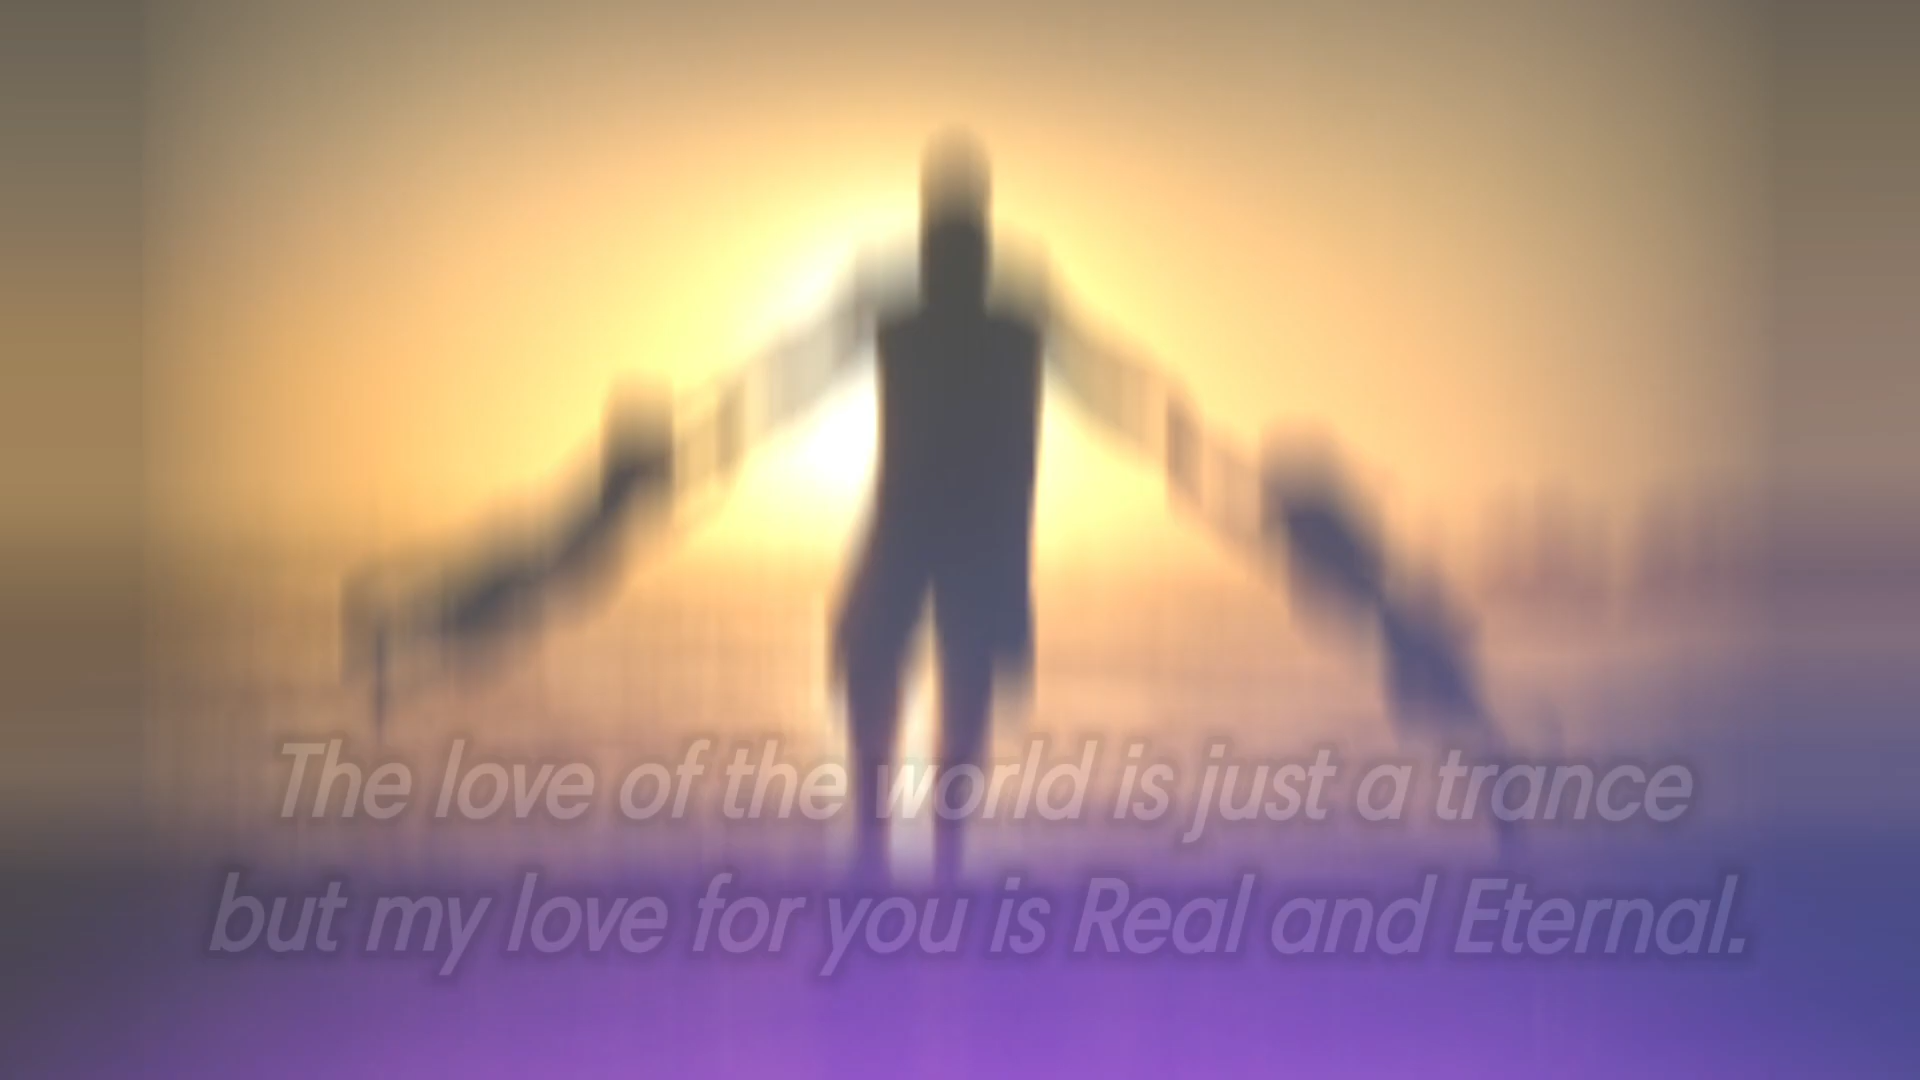 The love of the world is just a trance
but my love for you is Real and Eternal.